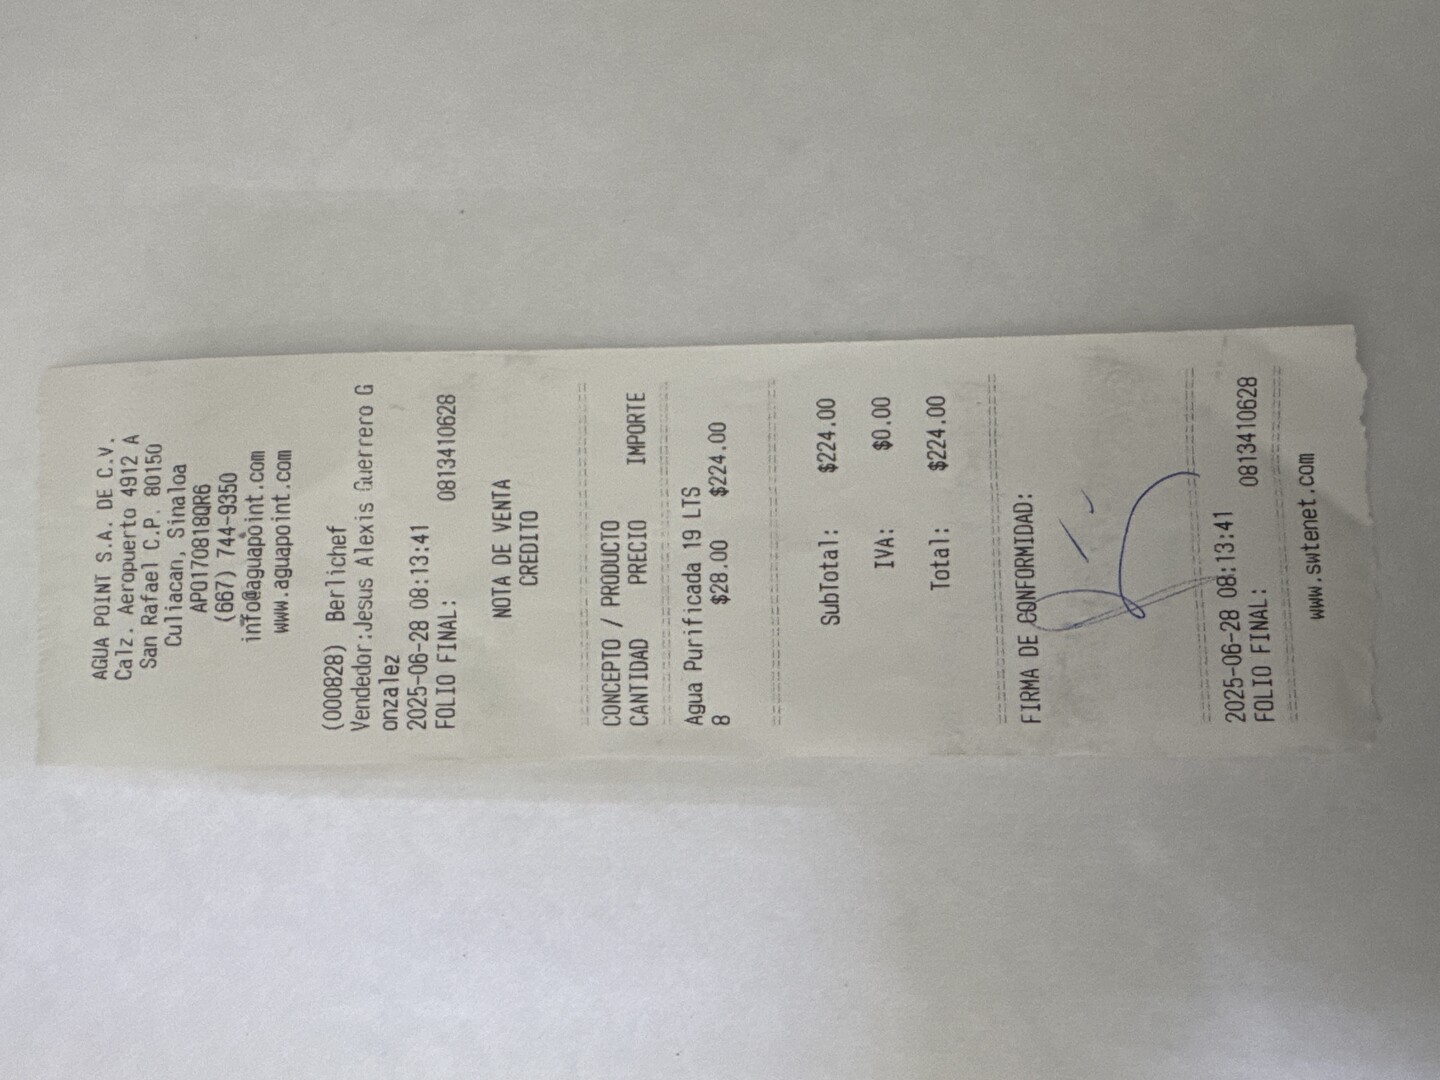 AGUA POINT S.A. DE C.V.
Calz. Aeropuerto 4912 A
San Rafael C.P. 80150
Culiacan, Sinaloa
APO170818QR6
(667) 744-9350
info@aguapoint.com
www.aguapoint.com
(000828) Berlichef
Vendedor:Jesus Alexis Guerrero G
onzalez
2025-06-28 08:13:41
FOLIO FINAL: 0813410628
NOTA DE VENTA
CREDITO
CONCEPTO / PRODUCTO
CANTIDAD PRECIO IMPORTE
Agua Purificada 19 LTS
8 $28.00 $224.00
SubTotal: $224.00
IVA: $0.00
Total: $224.00
FIRMA DE CONFORMIDAD:
2025-06-28 08:13:41
FOLIO FINAL: 0813410628
www.swtenet.com